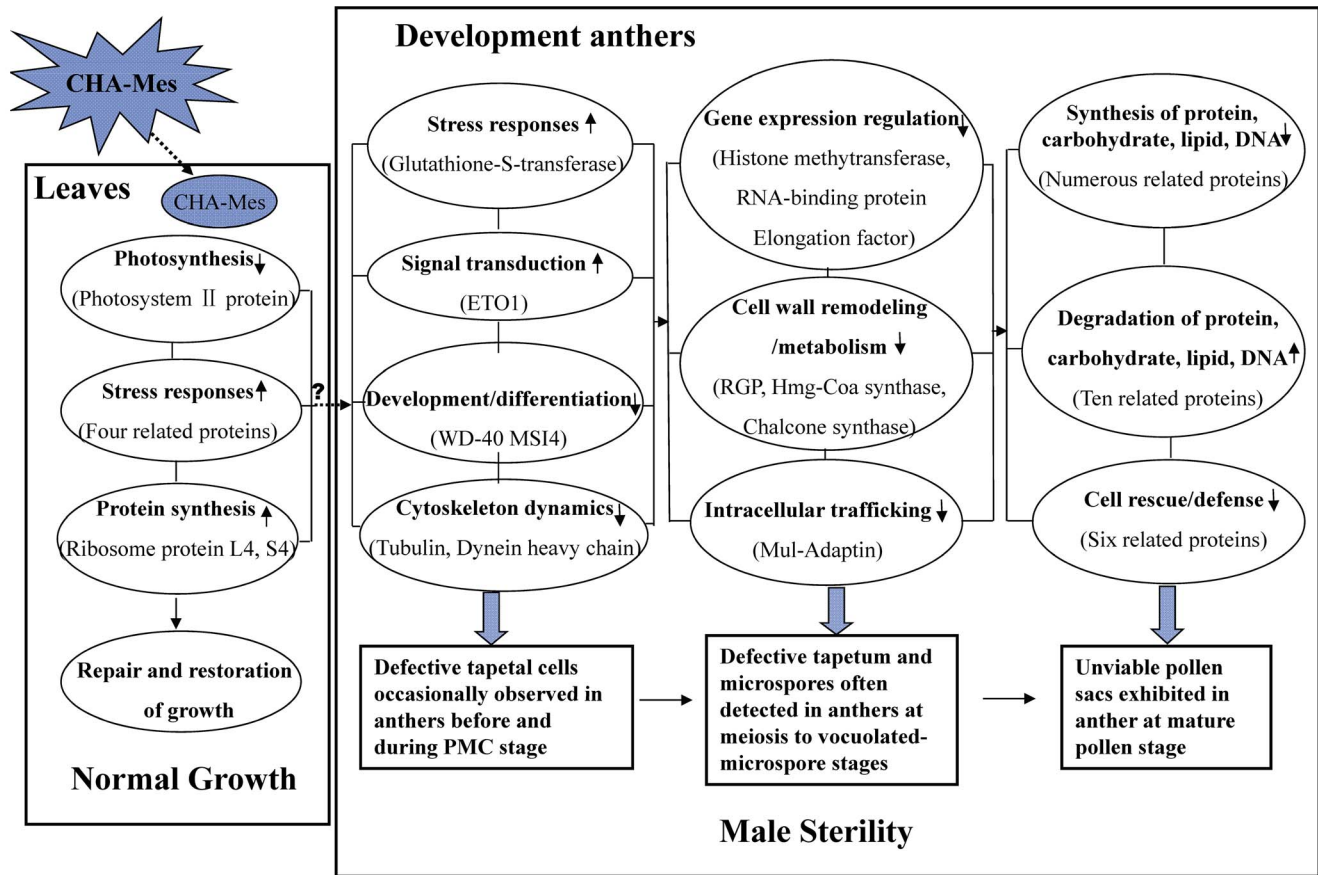 CHA-Mes
Leaves
CHA-Mes
Photosynthesis↓
(Photosystem Ⅱ protein)
Stress responses↑
(Four related proteins)
Protein synthesis↑
(Ribosome protein L4, S4)
Repair and restoration
of growth
Normal Growth
?
Development anthers
Stress responses↑
(Glutathione-S-transferase)
Signal transduction↑
(ETO1)
Development/differentiation↓
(WD-40 MSI4)
Cytoskeleton dynamics↓
(Tubulin, Dynein heavy chain)
Defective tapetal cells
occasionally observed in
anthers before and
during PMC stage
Gene expression regulation↓
(Histone methytransferase,
RNA-binding protein
Elongation factor)
Cell wall remodeling
/metabolism↓
(RGP, Hmg-Coa synthase,
Chalcone synthase)
Intracellular trafficking↓
(Mul-Adaptin)
Defective tapetum and
microspores often
detected in anthers at
meiosis to vocuolated-
microspore stages
Synthesis of protein,
carbohydrate, lipid, DNA↓
(Numerous related proteins)
Degradation of protein,
carbohydrate, lipid, DNA↑
(Ten related proteins)
Cell rescue/defense↓
(Six related proteins)
Unviable pollen
sacs exhibited in
anther at mature
pollen stage
Male Sterility